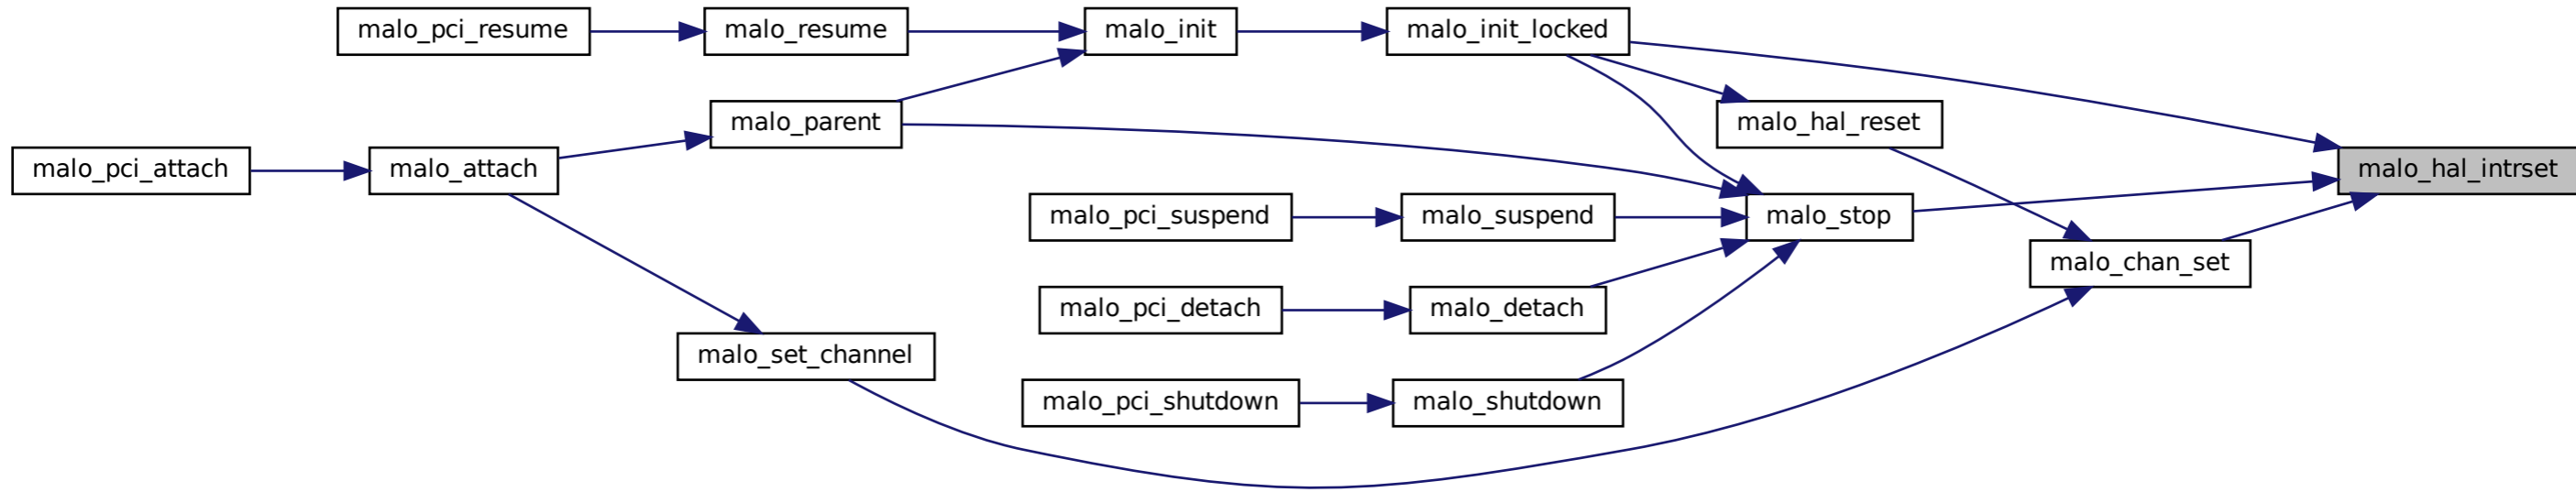 malo_pci_resume
malo_resume
malo_init
malo_init_locked
malo_parent
malo_hal_reset
malo_pci_attach
malo_attach
malo_hal_intrset
malo_pci_suspend
malo_suspend
malo_stop
malo_chan_set
malo_pci_detach
malo_detach
malo_set_channel
malo_pci_shutdown
malo_shutdown